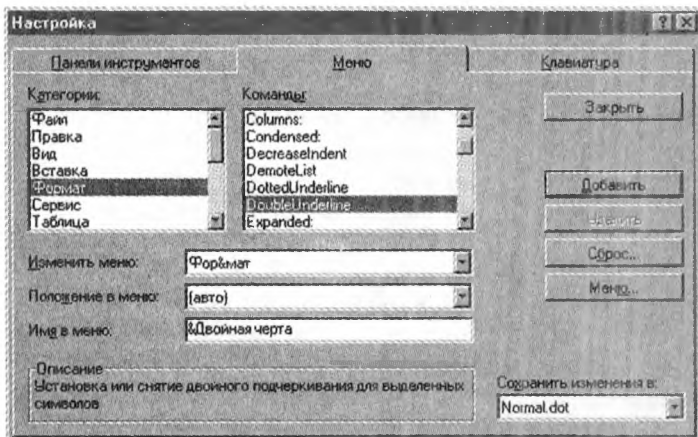 Настройка
Панели инструментов
Меню
Клавиатура
Категории:
Команды:
Файл
Правка
Вид
Вставка
Формат
Сервис
Таблица
Columns:
Condensed:
DecreaseIndent
DemoteList
DottedUnderline
DoubleUnderline
Expanded:
Закрыть
Добавить
Удалить
Сброс...
Меню...
Изменить меню:
Фор&мат
Положение в меню:
(авто)
Имя в меню:
&Двойная черта
Описание
Установка или снятие двойного подчеркивания для выделенных
символов
Сохранить изменения в:
Normal.dot